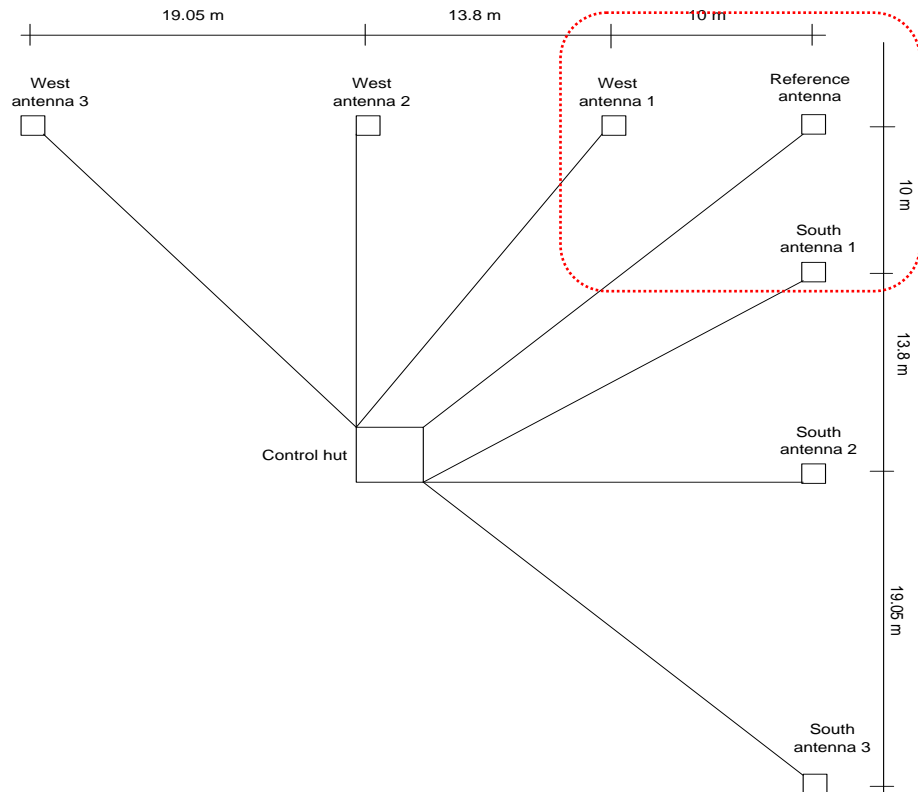 19.05 m
13.8 m
10 m
West
antenna 3
West
antenna 2
West
antenna 1
Reference
antenna
10 m
South
antenna 1
13.8 m
Control hut
South
antenna 2
19.05 m
South
antenna 3